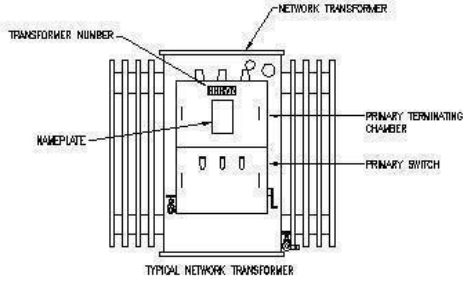 NETWORK TRANSFORMER
TRANSFORMER NUMBER
PRIMARY TERMINATING
CHAMBER
NAMEPLATE
PRIMARY SWITCH
TYPICAL NETWORK TRANSFORMER